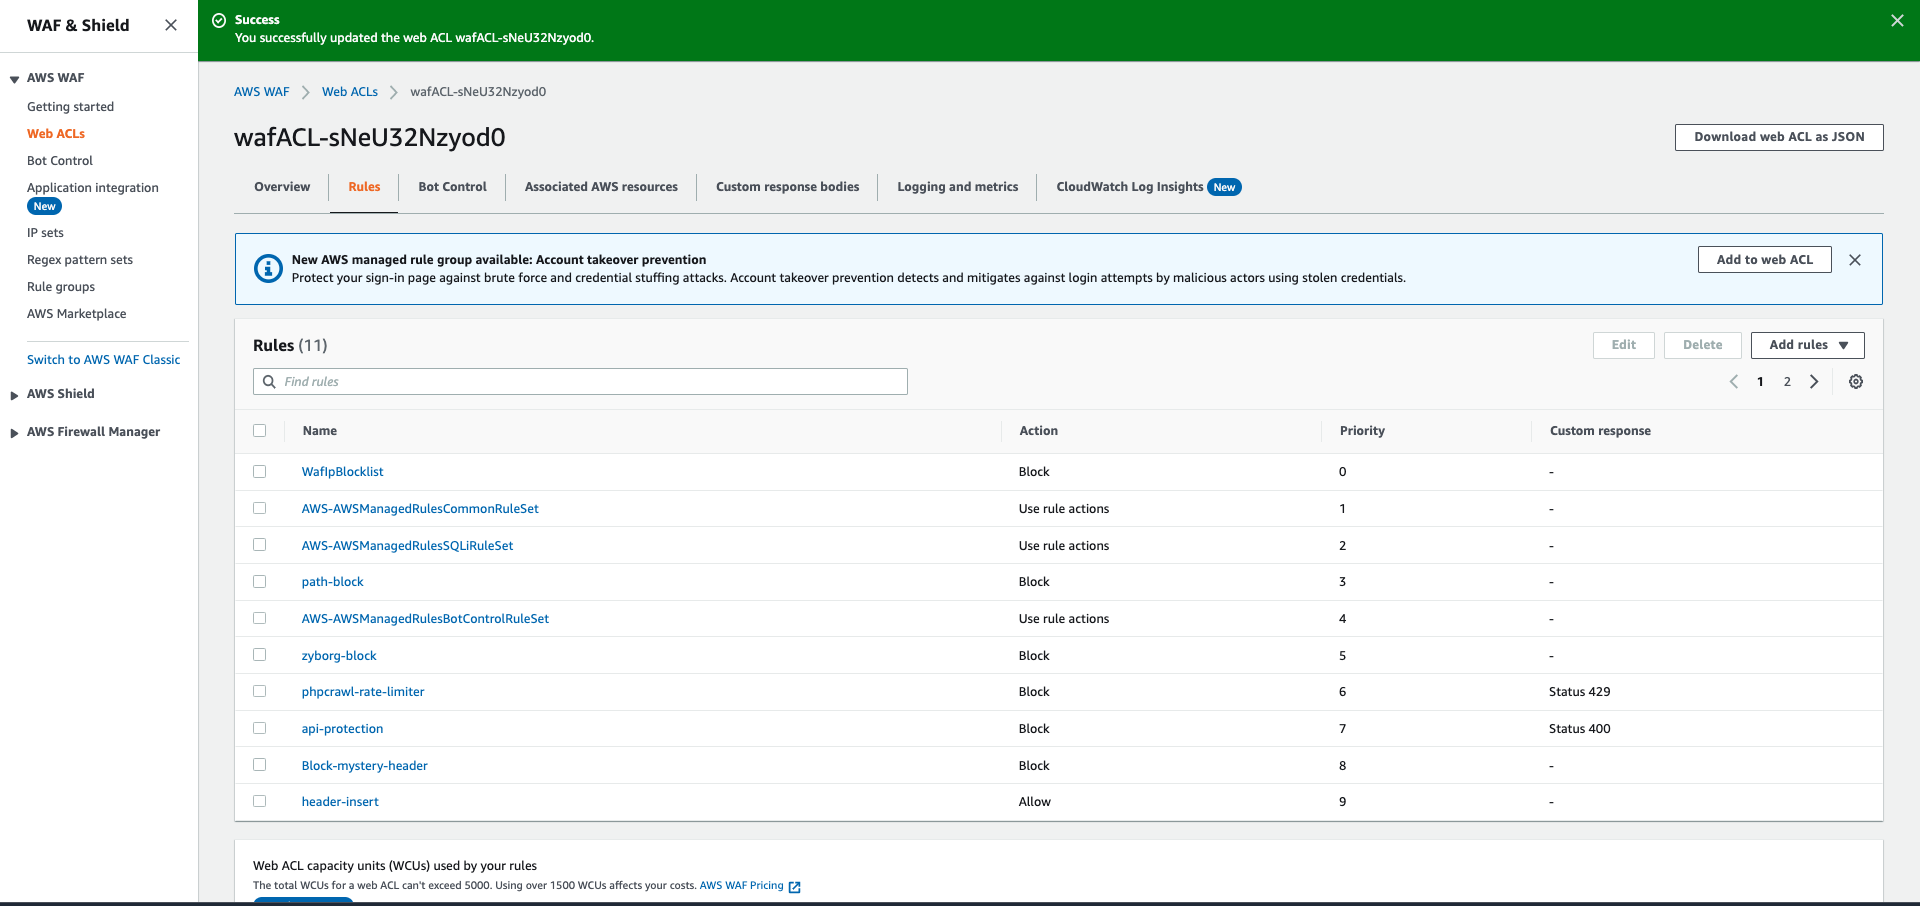 WAF & Shield
AWS WAF
Getting started
Web ACLs
Bot Control
Application integration
New
IP sets
Regex pattern sets
Rule groups
AWS Marketplace
Switch to AWS WAF Classic
AWS Shield
AWS Firewall Manager
Success
You successfully updated the web ACL wafACL-sNeU32Nzyod0.
AWS WAF Web ACLs wafACL-sNeU32Nzyod0
wafACL-sNeU32Nzyod0
Download web ACL as JSON
Overview Rules Bot Control Associated AWS resources Custom response bodies Logging and metrics CloudWatch Log Insights New
New AWS managed rule group available: Account takeover prevention
Protect your sign-in page against brute force and credential stuffing attacks. Account takeover prevention detects and mitigates against login attempts by malicious actors using stolen credentials.
Add to web ACL
Rules (11)
Edit Delete Add rules
Find rules
1 2
Name Action Priority Custom response
WafIpBlocklist Block 0 -
AWS-AWSManagedRulesCommonRuleSet Use rule actions 1 -
AWS-AWSManagedRulesSQLiRuleSet Use rule actions 2 -
path-block Block 3 -
AWS-AWSManagedRulesBotControlRuleSet Use rule actions 4 -
zyborg-block Block 5 -
phpcrawl-rate-limiter Block 6 Status 429
api-protection Block 7 Status 400
Block-mystery-header Block 8 -
header-insert Allow 9 -
Web ACL capacity units (WCUs) used by your rules
The total WCUs for a web ACL can't exceed 5000. Using over 1500 WCUs affects your costs. AWS WAF Pricing